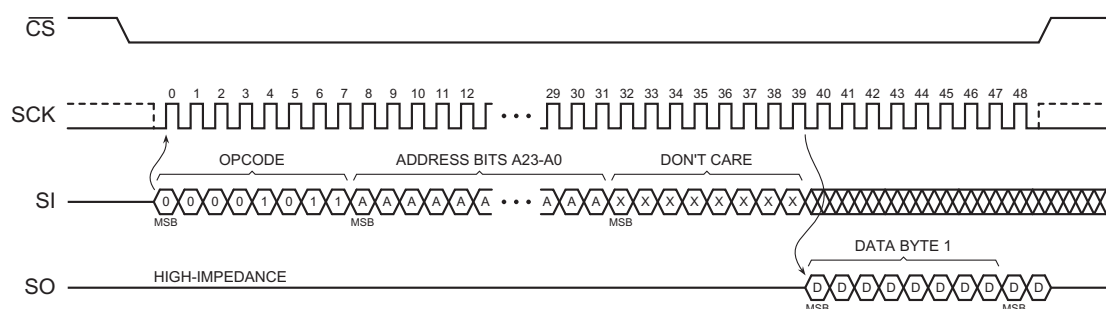 CS
SCK
0 1 2 3 4 5 6 7 8 9 10 11 12 29 30 31 32 33 34 35 36 37 38 39 40 41 42 43 44 45 46 47 48
OPCODE ADDRESS BITS A23-A0 DON'T CARE
SI
0 0 0 0 1 0 1 1 A A A A A A A A A X X X X X X X X
MSB MSB MSB
DATA BYTE 1
SO
HIGH-IMPEDANCE
D D D D D D D D D D
MSB MSB